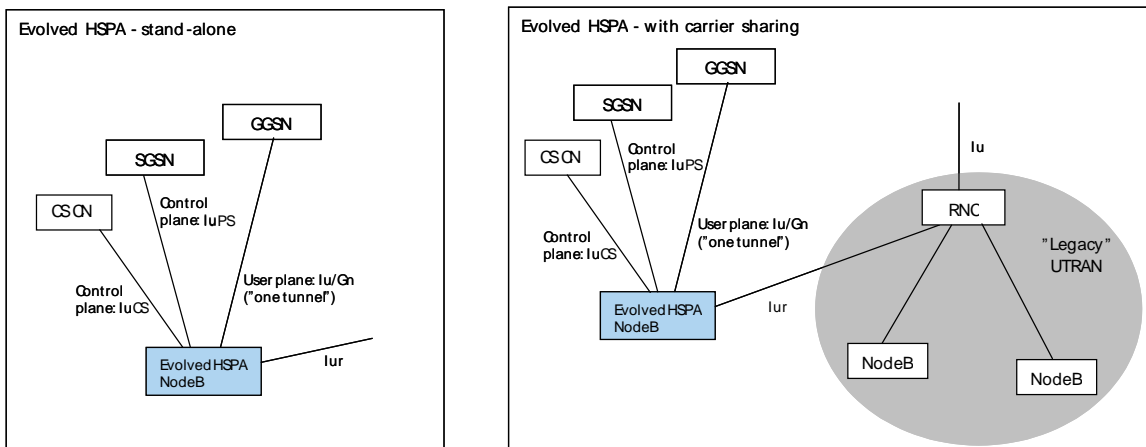 Evolved HSPA - stand-alone
GGSN
SGSN
CS CN
Control
plane: IuPS
Control
plane: IuCS
User plane: Iu/Gn
("one tunnel")
Evolved HSPA
NodeB
Iur
Evolved HSPA - with carrier sharing
GGSN
SGSN
CS CN
Control
plane: IuPS
Control
plane: IuCS
User plane: Iu/Gn
("one tunnel")
Evolved HSPA
NodeB
Iur
Iu
RNC
"Legacy"
UTRAN
NodeB
NodeB